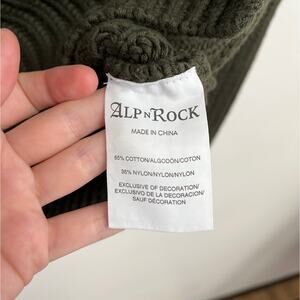 ALP N ROCK
MADE IN CHINA
65% COTTON/ALGODÓN/COTON
35% NYLON/NYLON/NYLON
EXCLUSIVE OF DECORATION/
EXCLUSIVO DE LA DECORACION/
SAUF DÉCORATION